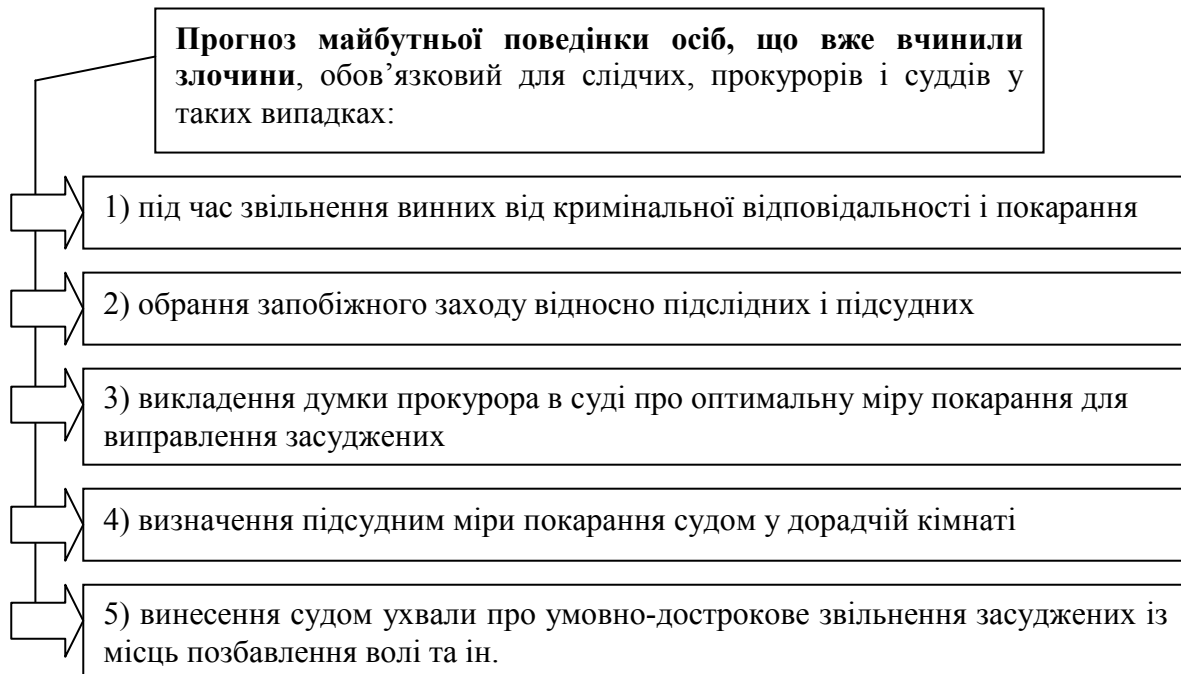 Прогноз майбутньої поведінки осіб, що вже вчинили
злочини, обов’язковий для слідчих, прокурорів і суддів у
таких випадках:
1) під час звільнення винних від кримінальної відповідальності і покарання
2) обрання запобіжного заходу відносно підслідних і підсудних
3) викладення думки прокурора в суді про оптимальну міру покарання для
виправлення засуджених
4) визначення підсудним міри покарання судом у дорадчій кімнаті
5) винесення судом ухвали про умовно-дострокове звільнення засуджених із
місць позбавлення волі та ін.